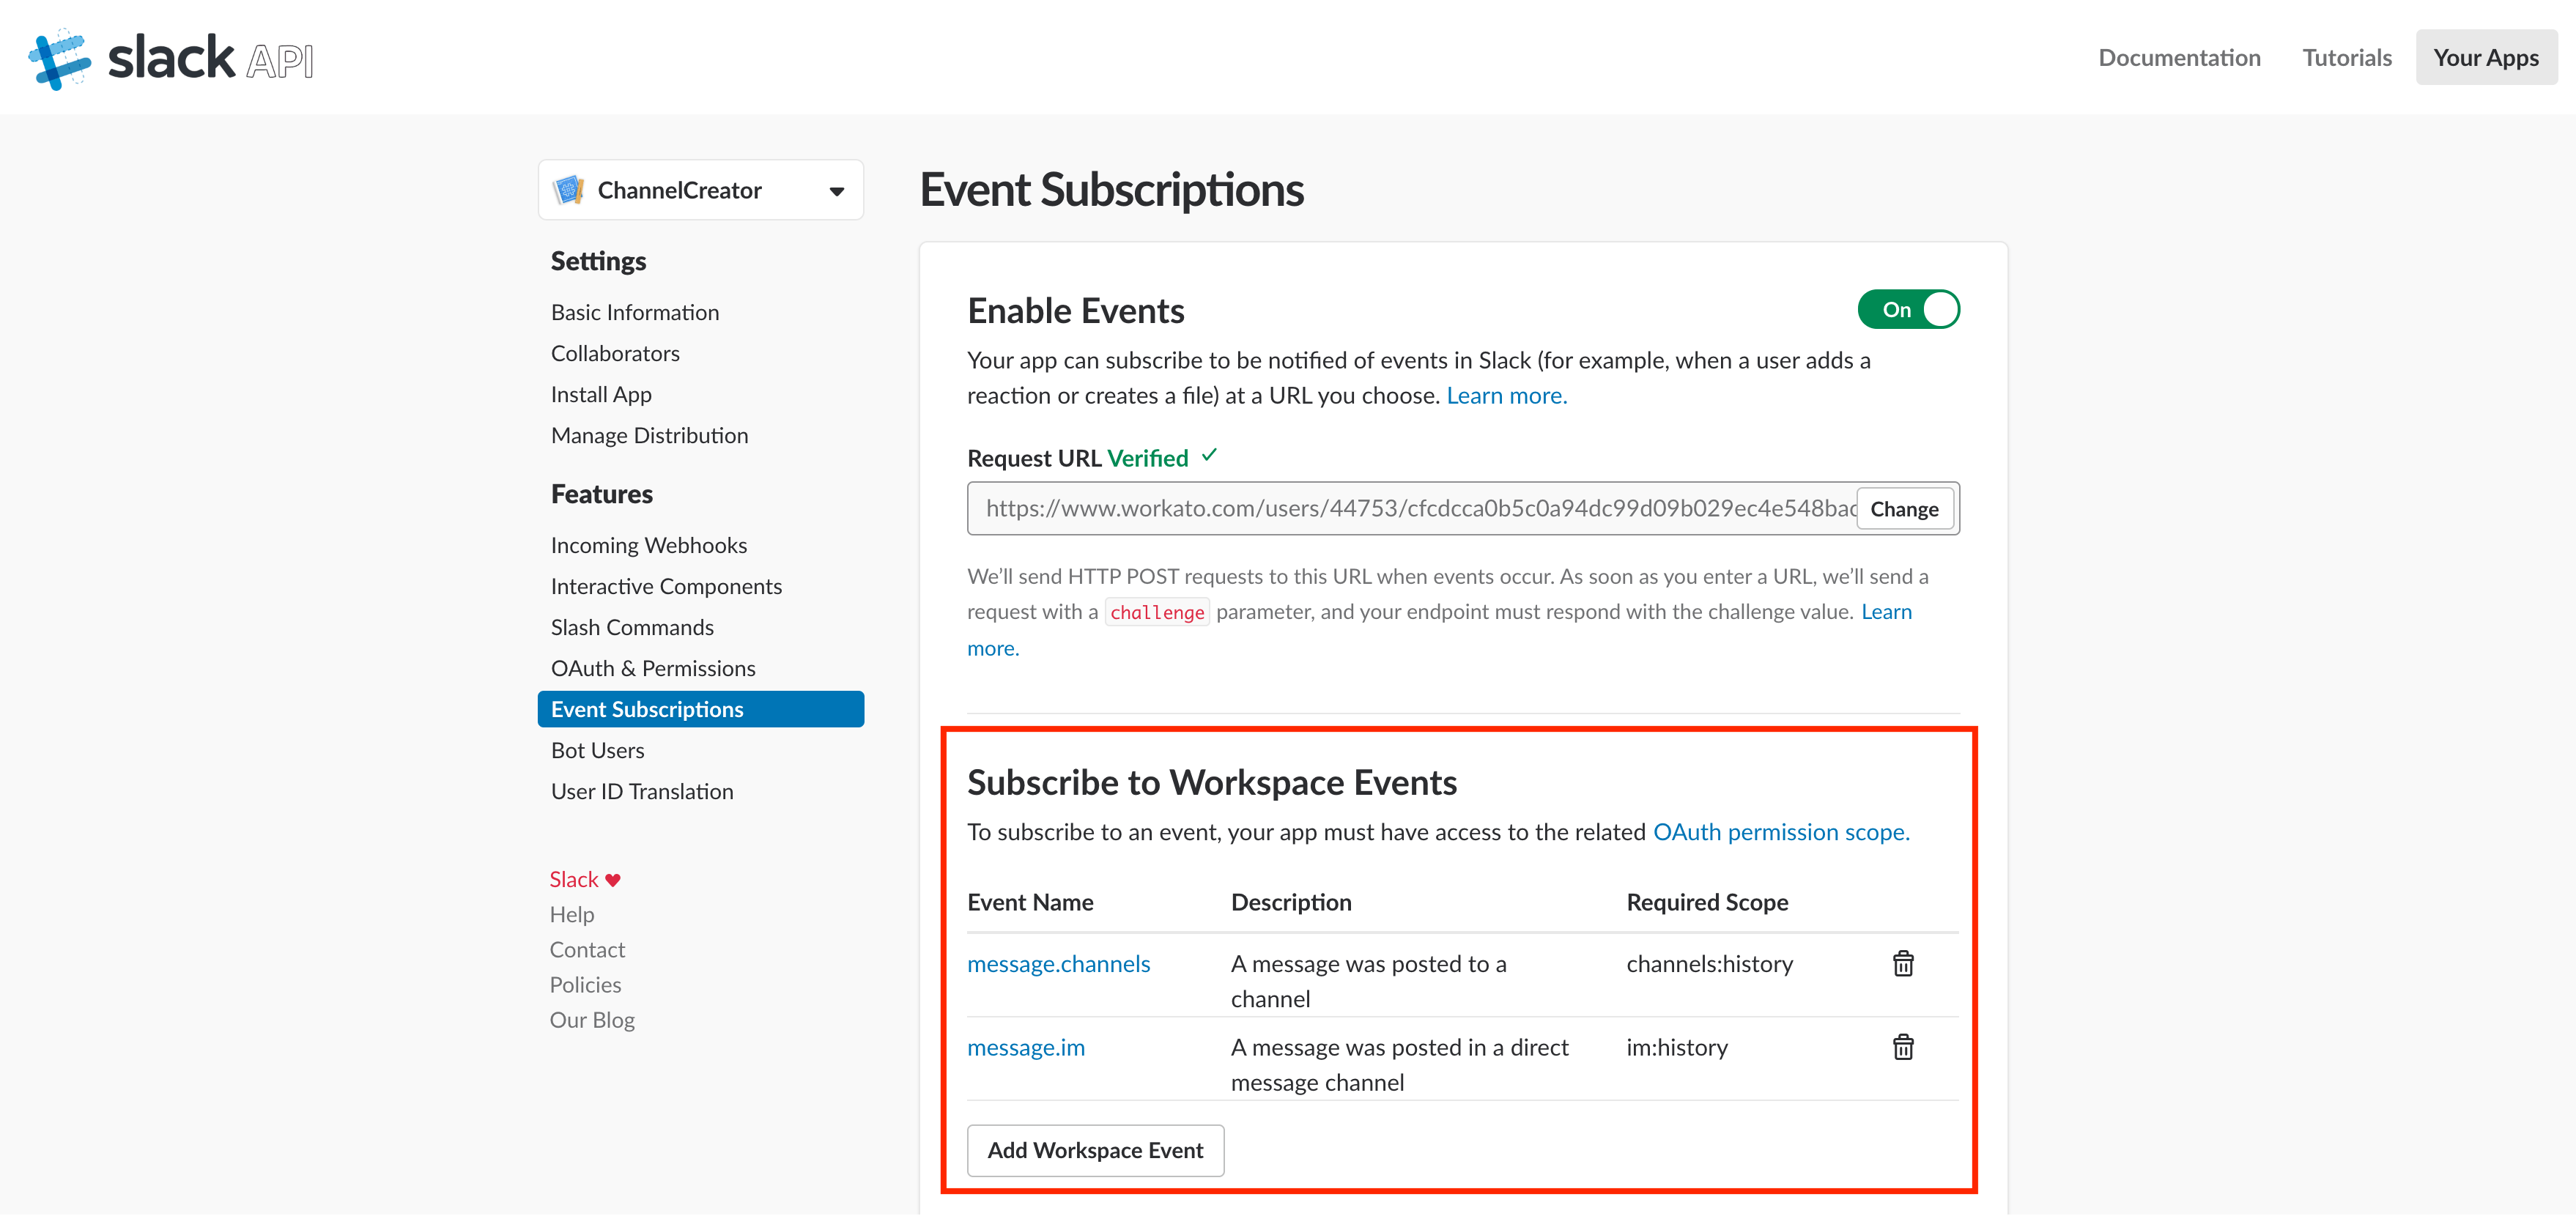 slack API
Documentation
Tutorials
Your Apps
ChannelCreator
Settings
Basic Information
Collaborators
Install App
Manage Distribution
Features
Incoming Webhooks
Interactive Components
Slash Commands
OAuth & Permissions
Event Subscriptions
Bot Users
User ID Translation
Slack ♥
Help
Contact
Policies
Our Blog
Event Subscriptions
Enable Events
On
Your app can subscribe to be notified of events in Slack (for example, when a user adds a
reaction or creates a file) at a URL you choose. Learn more.
Request URL Verified ✓
https://www.workato.com/users/44753/cfcdcca0b5c0a94dc99d09b029ec4e548bac
Change
We’ll send HTTP POST requests to this URL when events occur. As soon as you enter a URL, we’ll send a
request with a challenge parameter, and your endpoint must respond with the challenge value. Learn
more.
Subscribe to Workspace Events
To subscribe to an event, your app must have access to the related OAuth permission scope.
Event Name Description Required Scope
message.channels A message was posted to a channels:history
channel
message.im A message was posted in a direct im:history
message channel
Add Workspace Event